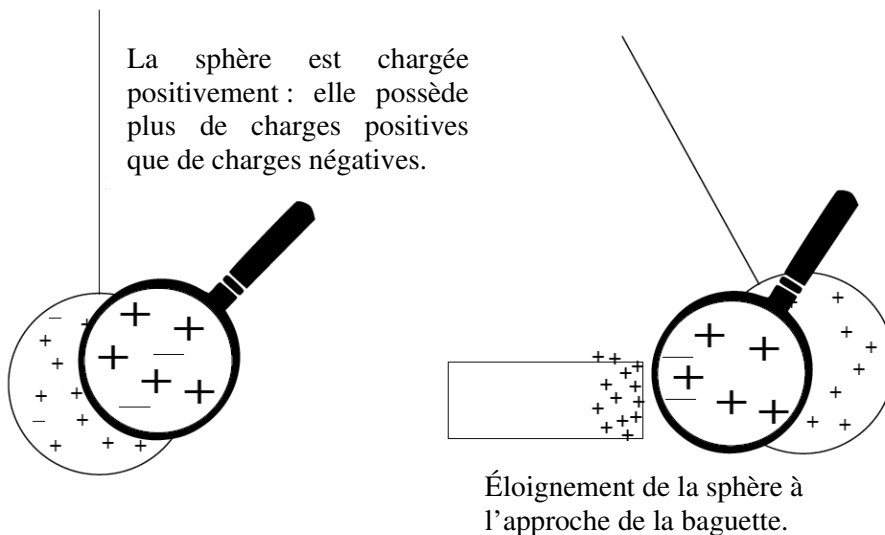 La sphère est chargée
positivement : elle possède
plus de charges positives
que de charges négatives.
Éloignement de la sphère à
l’approche de la baguette.